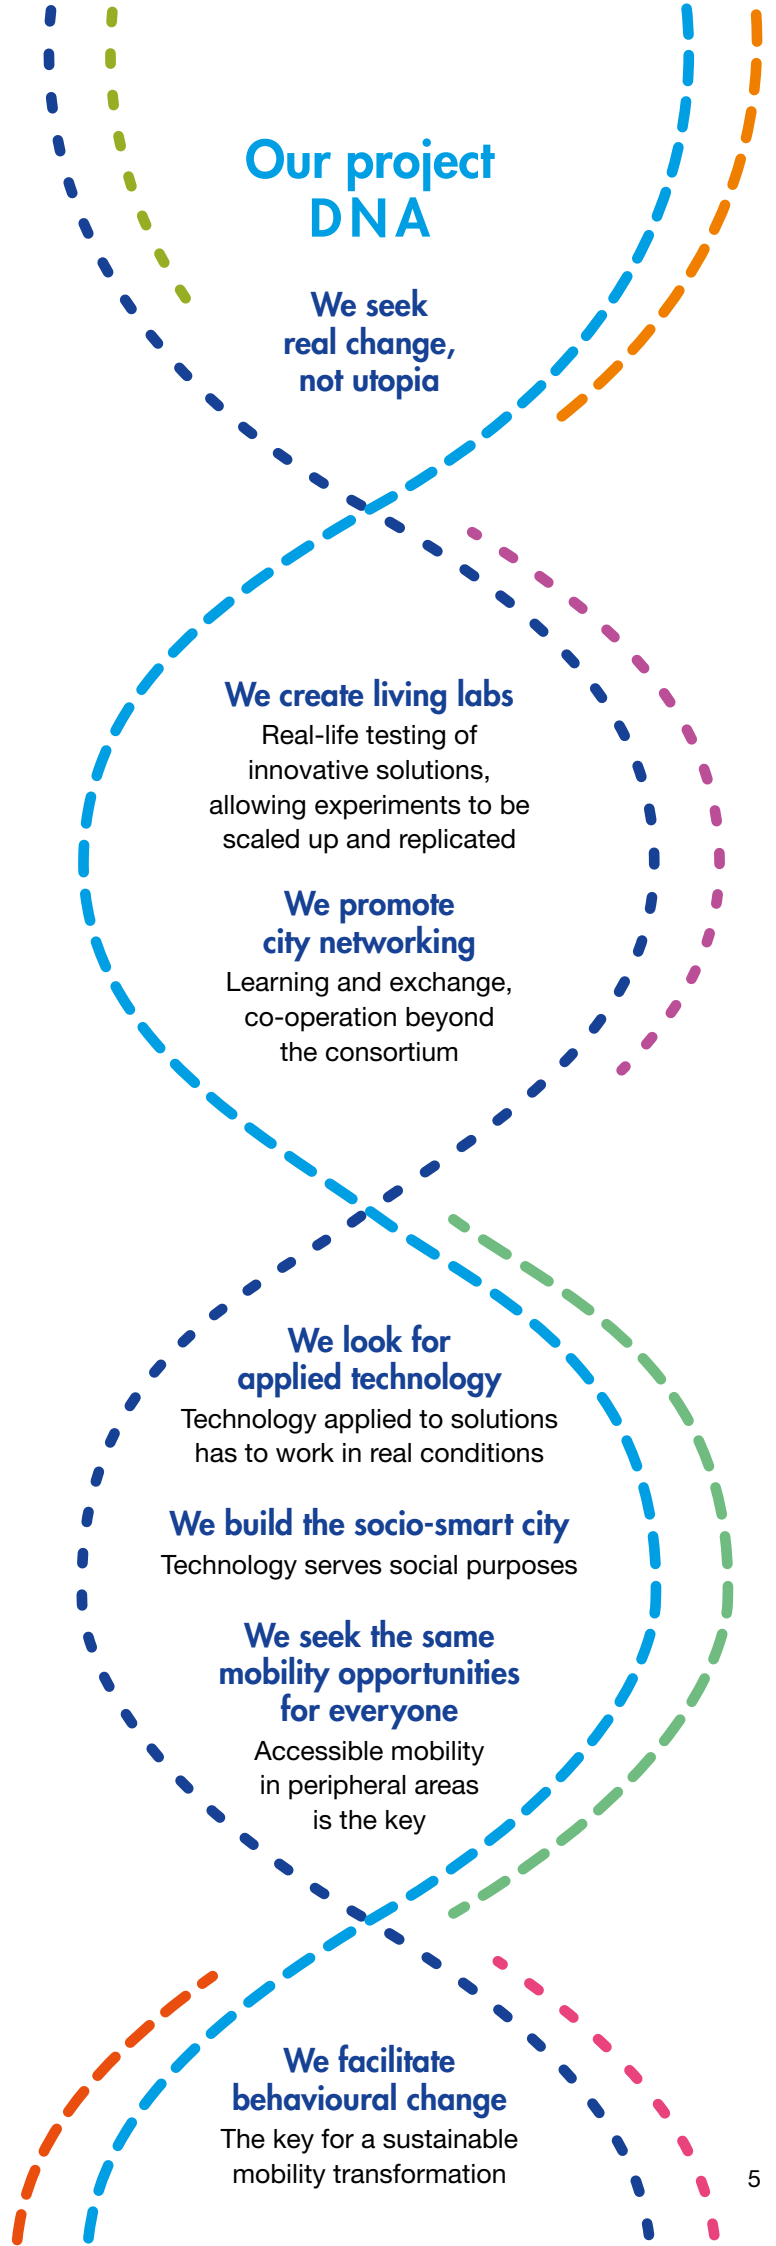 Our project
DNA
We seek
real change,
not utopia
We create living labs
Real-life testing of
innovative solutions,
allowing experiments to be
scaled up and replicated
We promote
city networking
Learning and exchange,
co-operation beyond
the consortium
We look for
applied technology
Technology applied to solutions
has to work in real conditions
We build the socio-smart city
Technology serves social purposes
We seek the same
mobility opportunities
for everyone
Accessible mobility
in peripheral areas
is the key
We facilitate
behavioural change
The key for a sustainable
mobility transformation
5